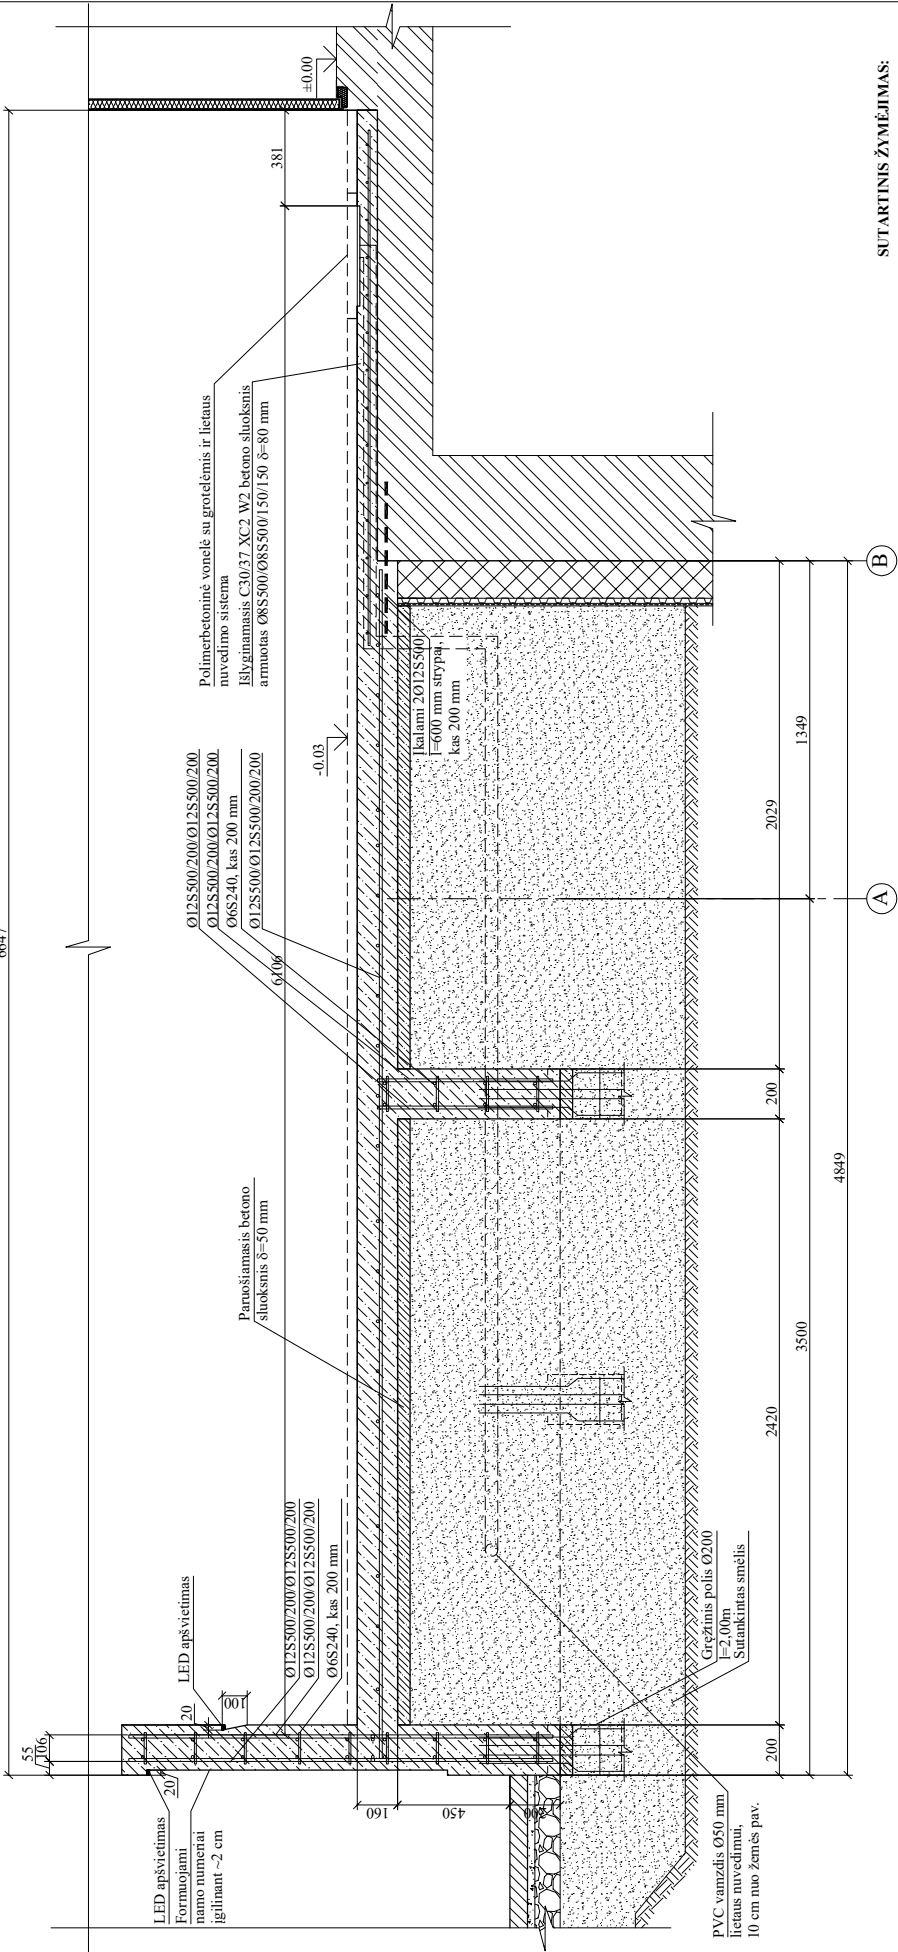 6647
±0.00
381
Polimerbetoninė vonelė su grotelėmis ir lietaus
nuvedimo sistema
Išlyginamasis C30/37 XC2 W2 betono sluoksnis
armuotas Ø8S500/Ø8S500/150/150 δ=80 mm
-0.03
Ø12S500/200/Ø12S500/200
Ø12S500/200/Ø12S500/200
Ø6S240, kas 200 mm
Ø12S500/Ø12S500/200/200
6106
Paruošiamasis betono
sluoksnis δ=50 mm
Įkalami 2Ø12S500
l=600 mm strypai,
kas 200 mm
LED apšvietimas
Ø12S500/200/Ø12S500/200
Ø12S500/200/Ø12S500/200
Ø6S240, kas 200 mm
100
20
55
106
20
LED apšvietimas
Formuojami
namo numeriai
įgilinant ~2 cm
160
450
200
PVC vamzdis Ø50 mm
lietaus nuvedimui,
10 cm nuo žemės pav.
Gręžtinis polis Ø200
l=2,00m
Sutankintas smėlis
200
2420
200
2029
3500
1349
4849
A
B
SUTARTINIS ŽYMĖJIMAS: